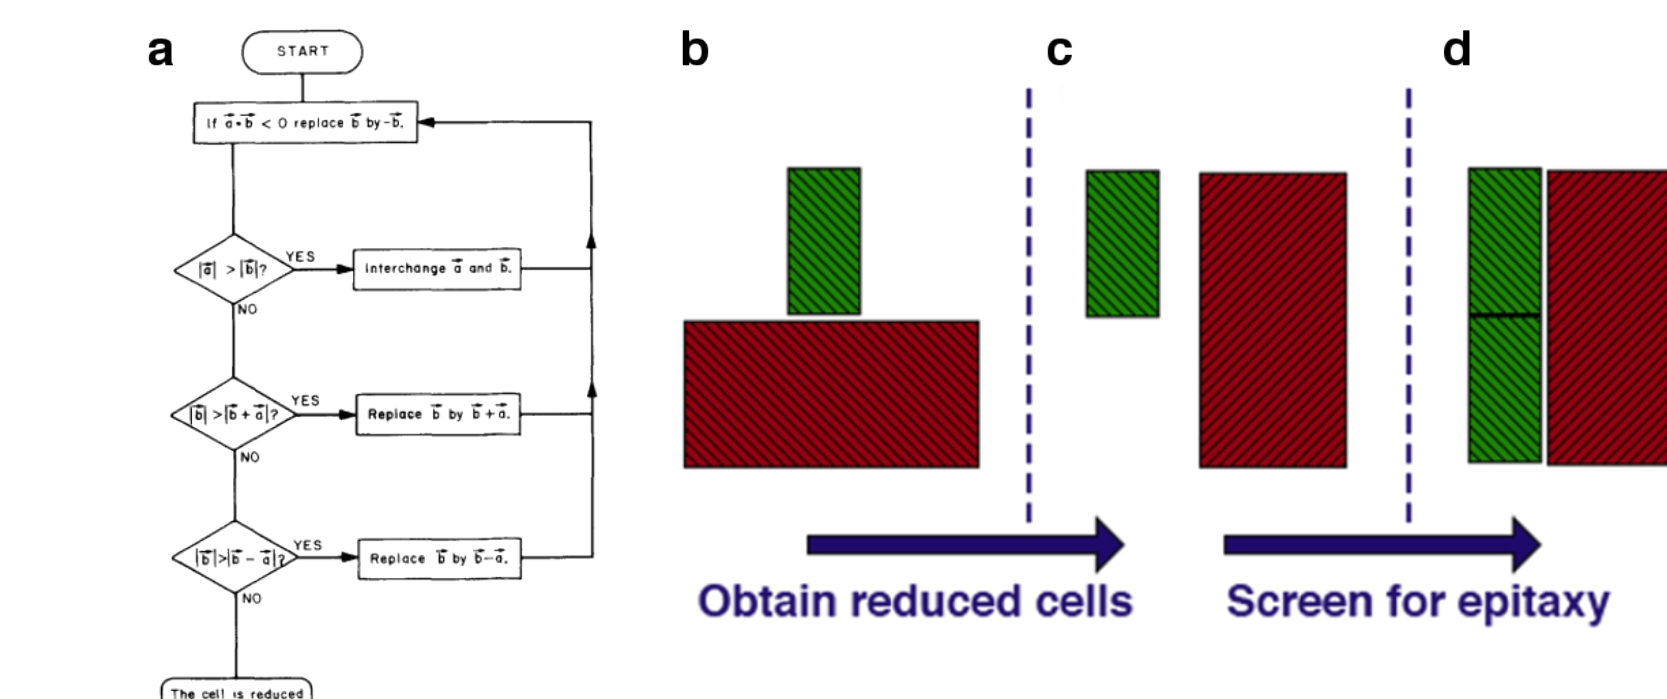 a
START
If a⃗•b⃗ < 0 replace b⃗ by -b⃗.
|a⃗| > |b⃗|?
YES
Interchange a⃗ and b⃗.
NO
|b⃗| > |b⃗ + a⃗|?
YES
Replace b⃗ by b⃗ + a⃗.
NO
|b⃗|>|b⃗ - a⃗|?
YES
Replace b⃗ by b⃗-a⃗.
NO
The cell is reduced
b
c
d
Obtain reduced cells
Screen for epitaxy